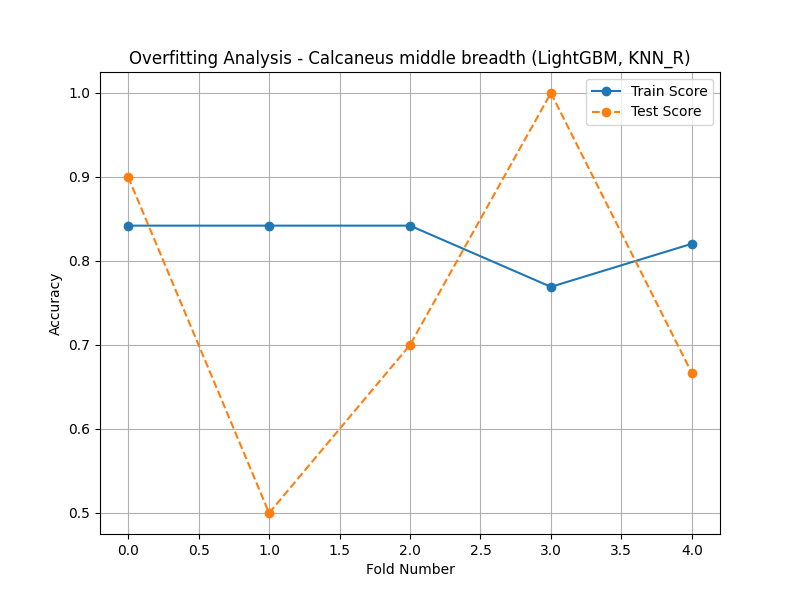 Overfitting Analysis - Calcaneus middle breadth (LightGBM, KNN_R)
Train Score
Test Score
Accuracy
1.0
0.9
0.8
0.7
0.6
0.5
0.0 0.5 1.0 1.5 2.0 2.5 3.0 3.5 4.0
Fold Number